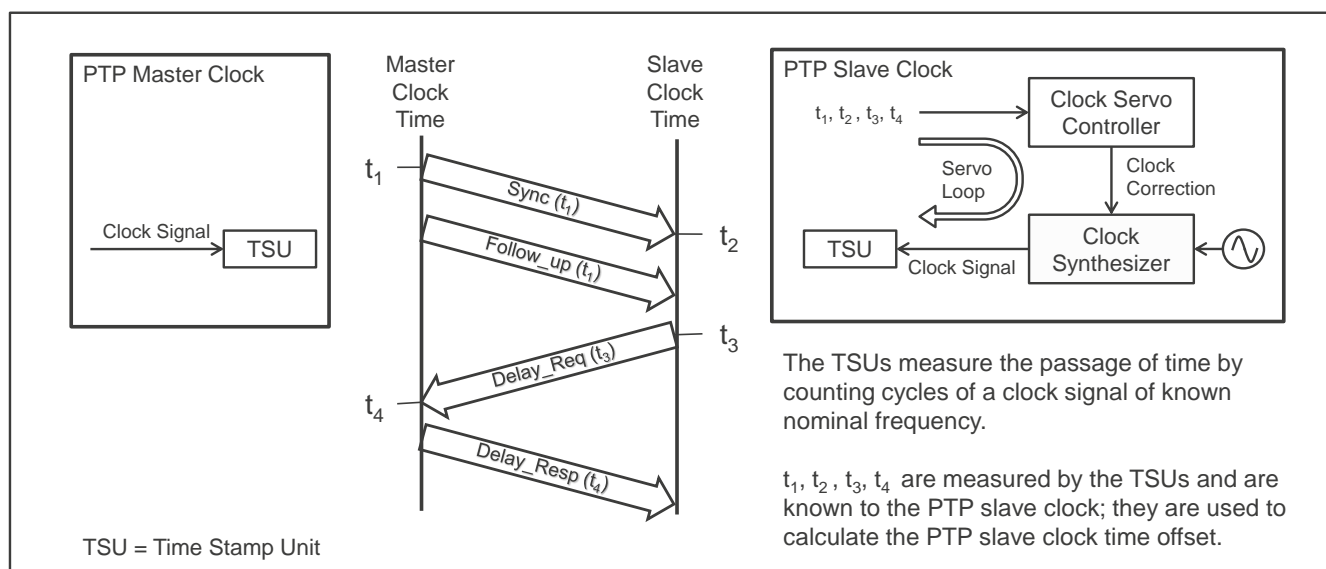 PTP Master Clock
Clock Signal
TSU
TSU = Time Stamp Unit
Master
Clock
Time
Slave
Clock
Time
t₁
Sync (t₁)
t₂
Follow_up (t₁)
t₃
Delay_Req (t₃)
t₄
Delay_Resp (t₄)
PTP Slave Clock
t₁, t₂ , t₃, t₄
Clock Servo
Controller
Servo
Loop
Clock
Correction
TSU
Clock Signal
Clock
Synthesizer
The TSUs measure the passage of time by
counting cycles of a clock signal of known
nominal frequency.
t₁, t₂ , t₃, t₄ are measured by the TSUs and are
known to the PTP slave clock; they are used to
calculate the PTP slave clock time offset.